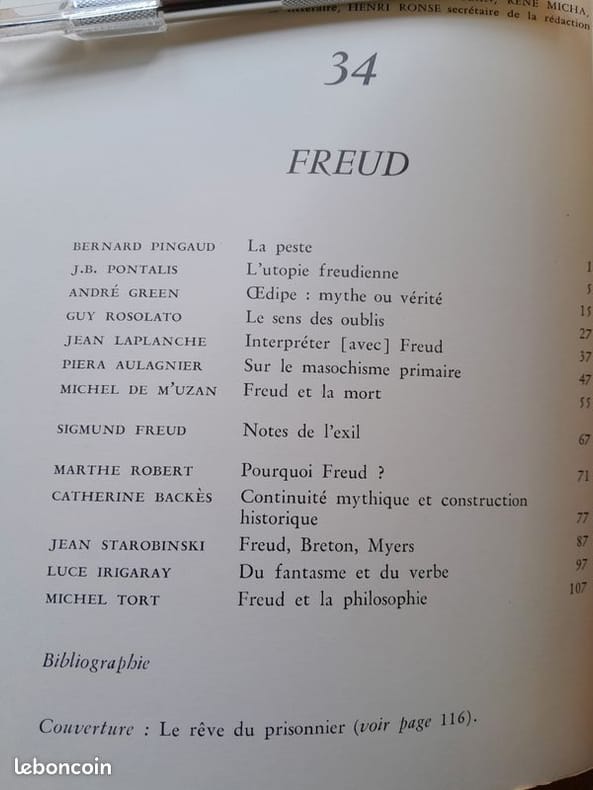 RENÉ MICHA,
littéraire, HENRI RONSE secrétaire de la rédaction
34
FREUD
BERNARD PINGAUD La peste 1
J.B. PONTALIS L'utopie freudienne 5
ANDRÉ GREEN Œdipe : mythe ou vérité 15
GUY ROSOLATO Le sens des oublis 27
JEAN LAPLANCHE Interpréter [avec] Freud 37
PIERA AULAGNIER Sur le masochisme primaire 47
MICHEL DE M'UZAN Freud et la mort 55
SIGMUND FREUD Notes de l'exil 67
MARTHE ROBERT Pourquoi Freud ? 71
CATHERINE BACKÈS Continuité mythique et construction
historique 77
JEAN STAROBINSKI Freud, Breton, Myers 87
LUCE IRIGARAY Du fantasme et du verbe 97
MICHEL TORT Freud et la philosophie 107
Bibliographie
Couverture : Le rêve du prisonnier (voir page 116).
leboncoin